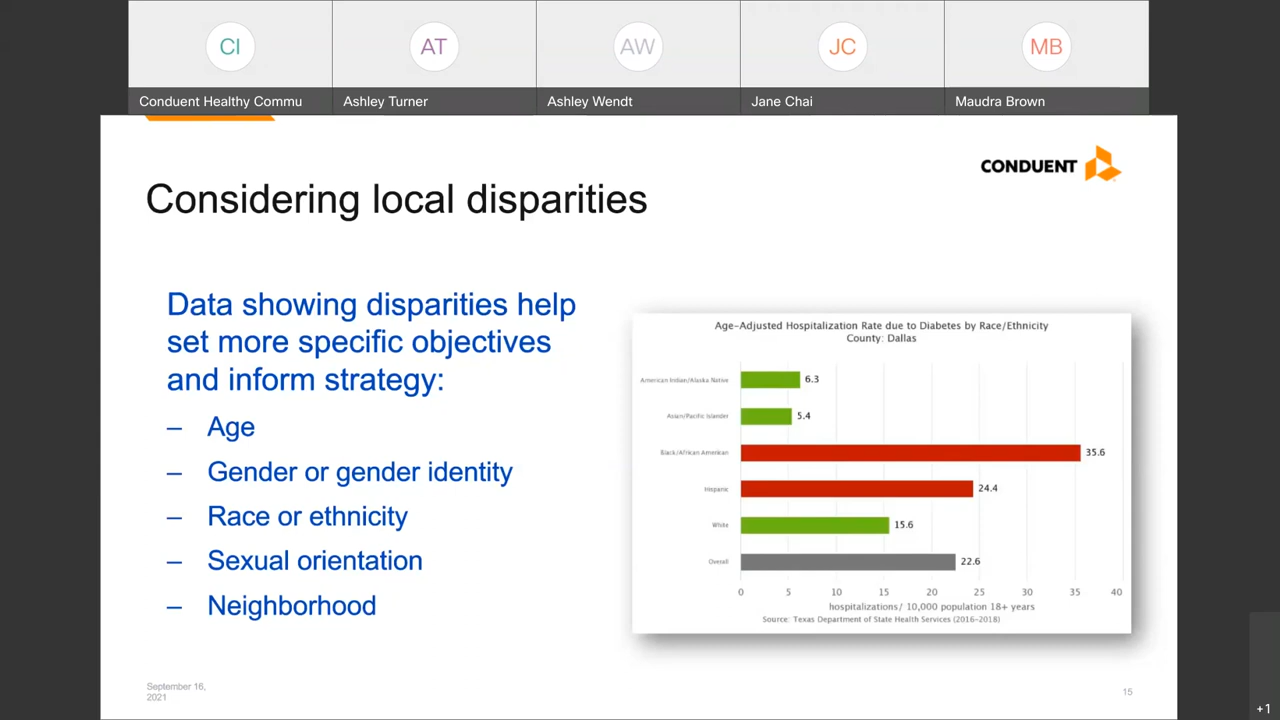 CI
AT
AW
JC
MB
Conduent Healthy Commu
Ashley Turner
Ashley Wendt
Jane Chai
Maudra Brown
CONDUENT
Considering local disparities
Data showing disparities help
set more specific objectives
and inform strategy:
– Age
– Gender or gender identity
– Race or ethnicity
– Sexual orientation
– Neighborhood
Age-Adjusted Hospitalization Rate due to Diabetes by Race/Ethnicity
County: Dallas
American Indian/Alaska Native 6.3
Asian/Pacific Islander 5.4
Black/African American 35.6
Hispanic 24.4
White 15.6
Overall 22.6
0 5 10 15 20 25 30 35 40
hospitalizations/ 10,000 population 18+ years
Source: Texas Department of State Health Services (2016-2018)
September 16,
2021
15
+1